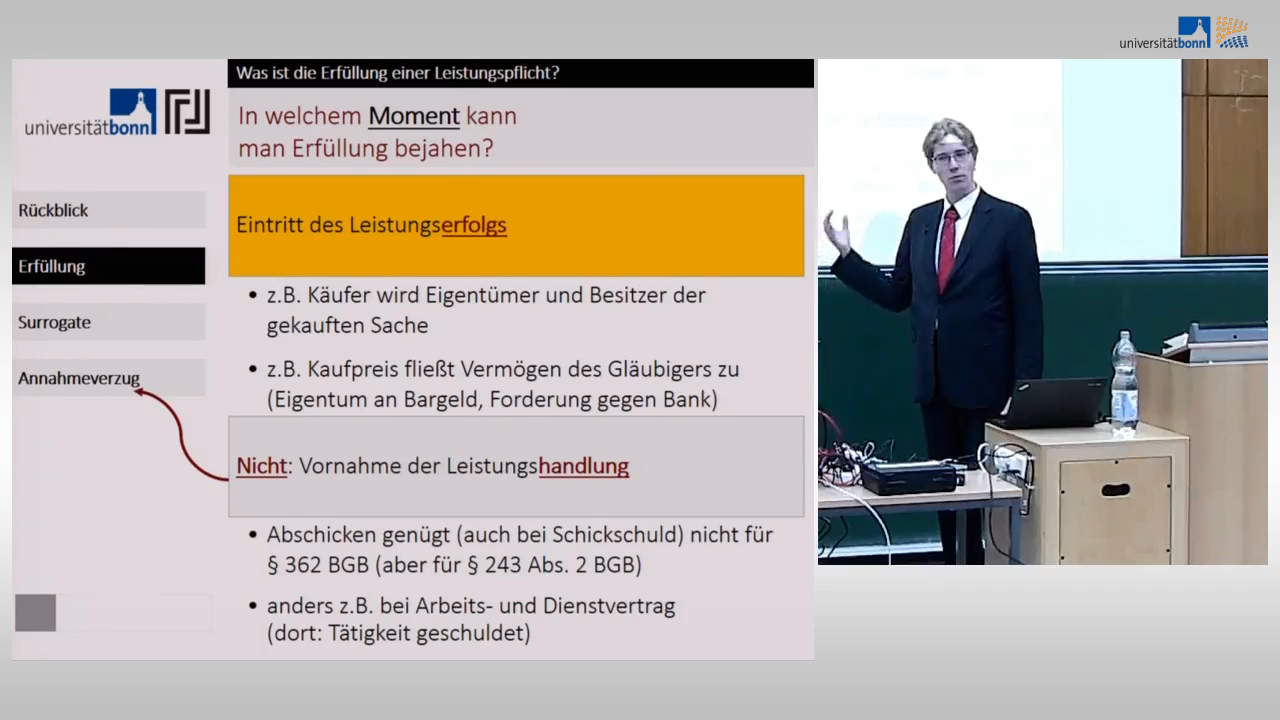 universitätbonn
Was ist die Erfüllung einer Leistungspflicht?
universitätbonn
In welchem Moment kann
man Erfüllung bejahen?
Rückblick
Erfüllung
Surrogate
Annahmeverzug
Eintritt des Leistungserfolgs
• z.B. Käufer wird Eigentümer und Besitzer der
gekauften Sache
• z.B. Kaufpreis fließt Vermögen des Gläubigers zu
(Eigentum an Bargeld, Forderung gegen Bank)
Nicht: Vornahme der Leistungshandlung
• Abschicken genügt (auch bei Schickschuld) nicht für
§ 362 BGB (aber für § 243 Abs. 2 BGB)
• anders z.B. bei Arbeits- und Dienstvertrag
(dort: Tätigkeit geschuldet)